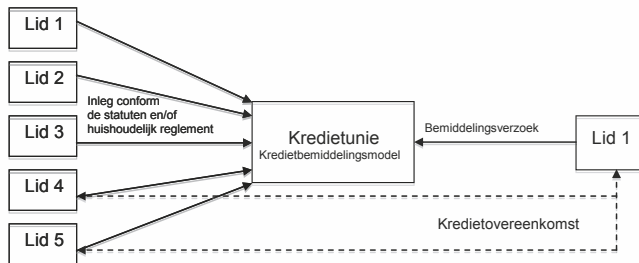 Lid 1
Lid 2
Inleg conform
de statuten en/of
huishoudelijk reglement
Lid 3
Lid 4
Lid 5
Kredietunie
Kredietbemiddelingsmodel
Bemiddelingsverzoek
Lid 1
Kredietovereenkomst